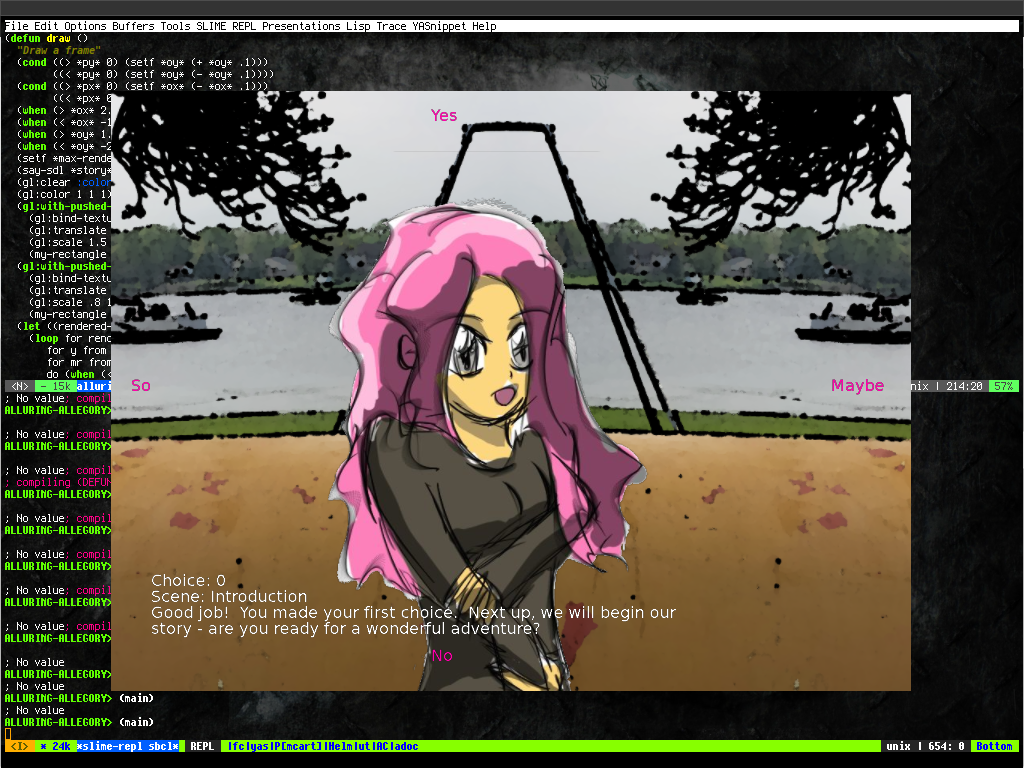 File Edit Options Buffers Tools SLIME REPL Presentations Lisp Trace YASnippet Help
(defun draw ()
"Draw a frame"
(cond ((> *py* 0) (setf *oy* (+ *oy* .1)))
((< *py* 0) (setf *oy* (- *oy* .1))))
(cond ((> *px* 0) (setf *ox* (- *ox* .1)))
((< *px* 0
(when (> *ox* 2.
(when (< *ox* -1
(when (> *oy* 1.
(when (< *oy* -2
(setf *max-rende
(say-sdl *story*
(gl:clear :color
(gl:color 1 1 1)
(gl:with-pushed-
(gl:bind-textu
(gl:translate
(gl:scale 1.5
(my-rectangle
(gl:with-pushed-
(gl:bind-textu
(gl:translate
(gl:scale .8 1
(my-rectangle
(let ((rendered-
(loop for rend
for y from
for mr from
do (when (<
<N> - 15k alluri nix | 214:20 57%
; No value; compil
ALLURING-ALLEGORY>
; No value; compil
ALLURING-ALLEGORY>
; No value; compil
; compiling (DEFUN
ALLURING-ALLEGORY>
; No value; compil
ALLURING-ALLEGORY>
; No value; compil
ALLURING-ALLEGORY>
; No value; compil
ALLURING-ALLEGORY>
; No value; compil
ALLURING-ALLEGORY>
; No value
ALLURING-ALLEGORY>
; No value
ALLURING-ALLEGORY> (main)
; No value
ALLURING-ALLEGORY> (main)
<I> * 24k *slime-repl sbcl* REPL |fc|yas|P[mcart]|Helm|ut|AC|adoc unix | 654: 0 Bottom
Yes
So
Maybe
Choice: 0
Scene: Introduction
Good job! You made your first choice. Next up, we will begin our
story - are you ready for a wonderful adventure?
No